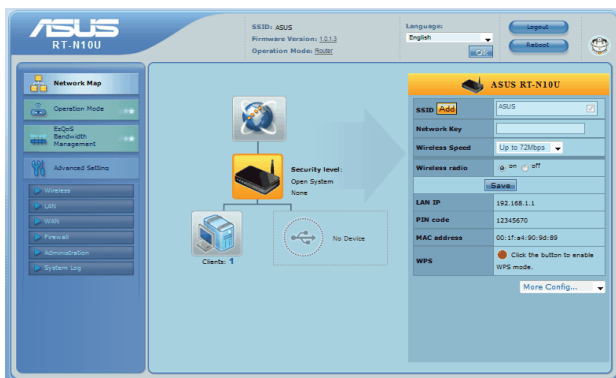 ASUS
RT-N10U
SSID: ASUS
Firmware Version: 1.0.1.3
Operation Mode: Router
Language:
English
OK
Logout
Reboot
Network Map
Operation Mode
EzQoS
Bandwidth
Management
Advanced Setting
Wireless
LAN
WAN
Firewall
Administration
System Log
Security level:
Open System
None
Clients: 1
No Device
ASUS RT-N10U
SSID Add ASUS
Network Key
Wireless Speed Up to 72Mbps
Wireless radio on off
Save
LAN IP 192.168.1.1
PIN code 12345670
MAC address 00:1f:a4:90:9d:89
WPS Click the button to enable
WPS mode.
More Config...